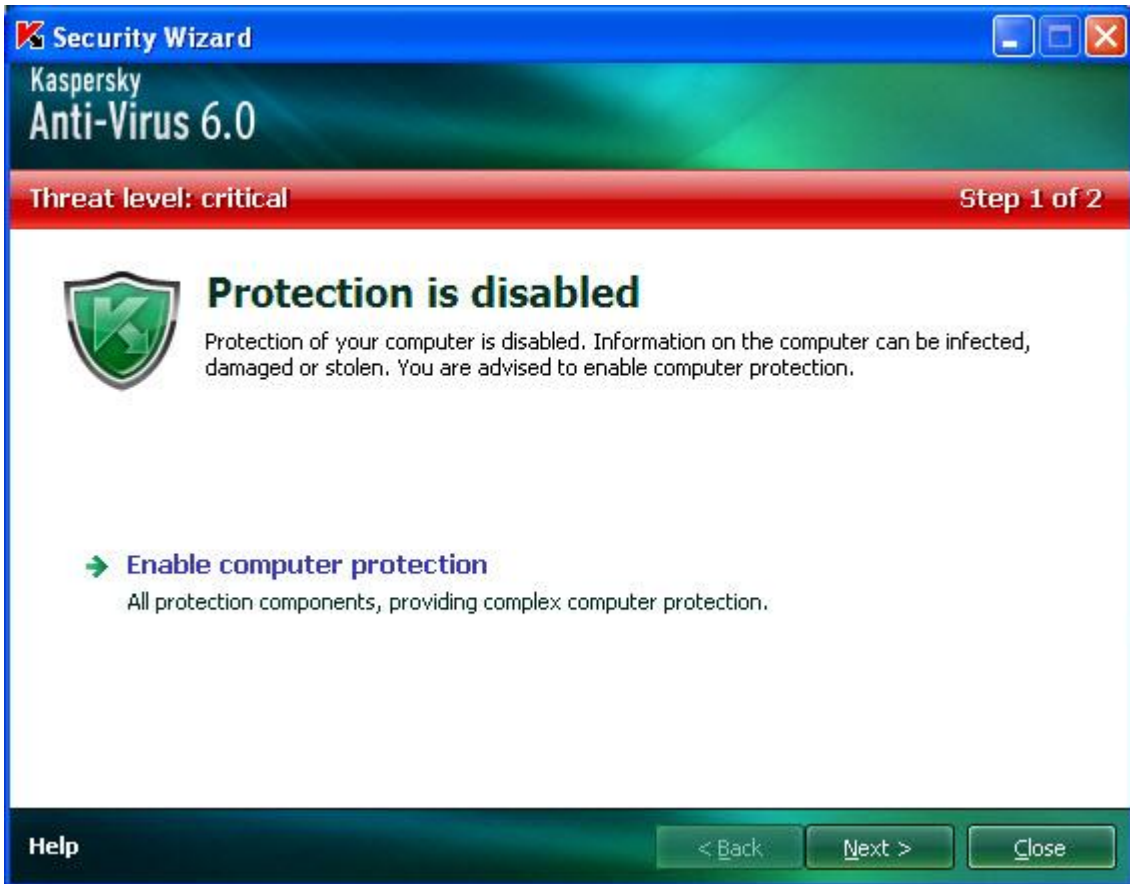 Security Wizard
Kaspersky
Anti-Virus 6.0
Threat level: critical
Step 1 of 2
Protection is disabled
Protection of your computer is disabled. Information on the computer can be infected,
damaged or stolen. You are advised to enable computer protection.
Enable computer protection
All protection components, providing complex computer protection.
Help
< Back
Next >
Close